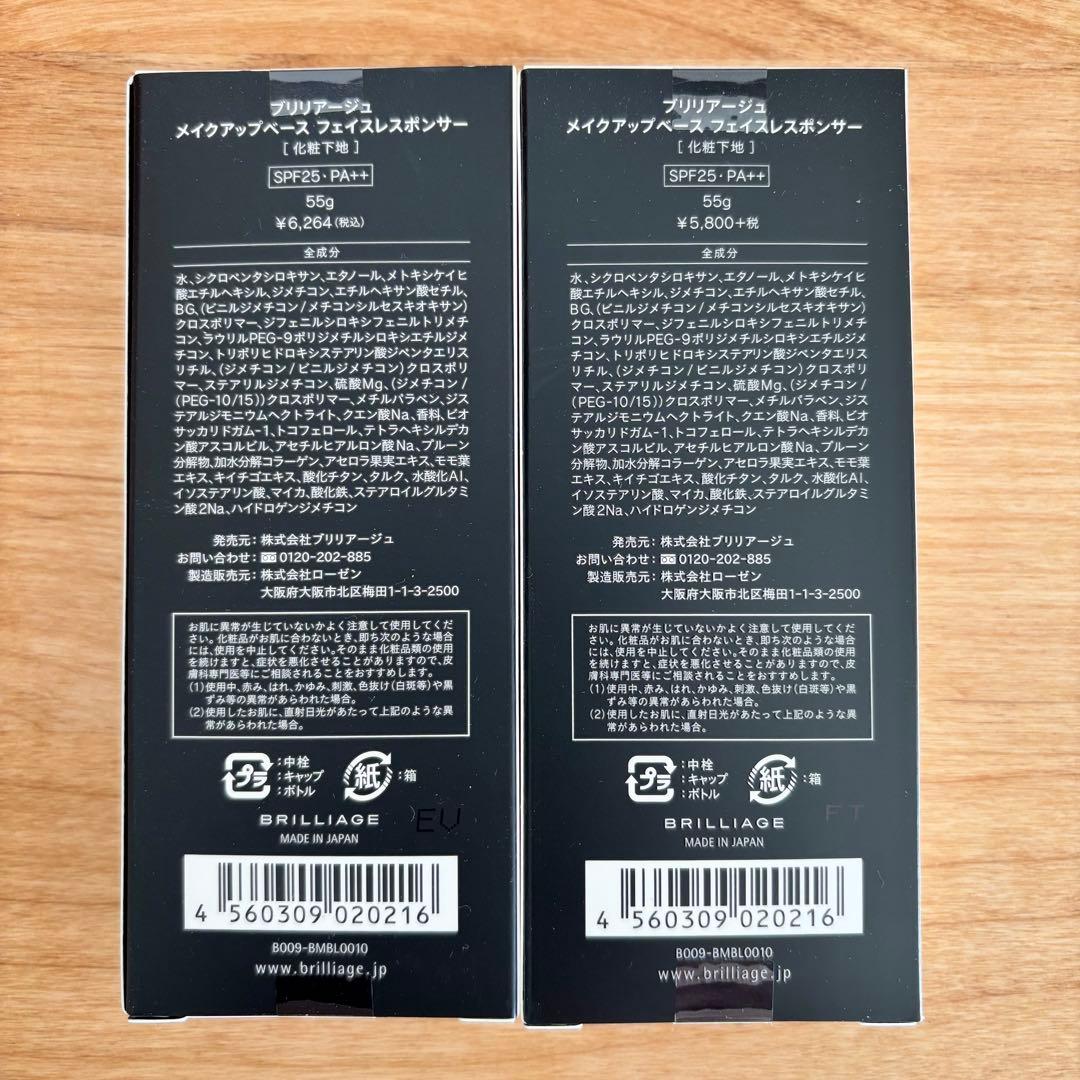 ブリリアージュ
メイクアップベース フェイスレスポンサー
[ 化粧下地 ]
SPF25・PA++
55g
¥6,264(税込)
全成分
水、シクロペンタシロキサン、エタノール、メトキシケイヒ
酸エチルヘキシル、ジメチコン、エチルヘキサン酸セチル、
BG、(ビニルジメチコン/メチコンシルセスキオキサン)
クロスポリマー、ジフェニルシロキシフェニルトリメチ
コン、ラウリルPEG-9ポリジメチルシロキシエチルジメ
チコン、トリポリヒドロキシステアリン酸ジペンタエリス
リチル、(ジメチコン/ビニルジメチコン)クロスポリ
マー、ステアリルジメチコン、硫酸Mg、(ジメチコン/
(PEG-10/15))クロスポリマー、メチルパラベン、ジス
テアルジモニウムヘクトライト、クエン酸Na、香料、ビオ
サッカリドガム-1、トコフェロール、テトラヘキシルデカ
ン酸アスコルビル、アセチルヒアルロン酸Na、プルーン
分解物、加水分解コラーゲン、アセロラ果実エキス、モモ葉
エキス、キイチゴエキス、酸化チタン、タルク、水酸化Al、
イソステアリン酸、マイカ、酸化鉄、ステアロイルグルタミ
ン酸2Na、ハイドロゲンジメチコン
発売元:株式会社ブリリアージュ
お問い合わせ:0120-202-885
製造販売元:株式会社ローゼン
大阪府大阪市北区梅田1-1-3-2500
お肌に異常が生じていないかよく注意して使用してくだ
さい。化粧品がお肌に合わないとき、即ち次のような場合
には、使用を中止してください。そのまま化粧品類の使用
を続けますと、症状を悪化させることがありますので、皮
膚科専門医等にご相談されることをおすすめします。
(1)使用中、赤み、はれ、かゆみ、刺激、色抜け(白斑等)や黒
ずみ等の異常があらわれた場合。
(2)使用したお肌に、直射日光があたって上記のような異
常があらわれた場合。
プラ
:中栓
:キャップ
:ボトル
紙
:箱
EV
BRILLIAGE
MADE IN JAPAN
4 560309 020216
B009-BMBL0010
www.brilliage.jp
ブリリアージュ
メイクアップベース フェイスレスポンサー
[ 化粧下地 ]
SPF25・PA++
55g
¥5,800+税
全成分
水、シクロペンタシロキサン、エタノール、メトキシケイヒ
酸エチルヘキシル、ジメチコン、エチルヘキサン酸セチル、
BG、(ビニルジメチコン/メチコンシルセスキオキサン)
クロスポリマー、ジフェニルシロキシフェニルトリメチ
コン、ラウリルPEG-9ポリジメチルシロキシエチルジメチ
コン、トリポリヒドロキシステアリン酸ジペンタエリス
リチル、(ジメチコン/ビニルジメチコン)クロスポリ
マー、ステアリルジメチコン、硫酸Mg、(ジメチコン/
(PEG-10/15))クロスポリマー、メチルパラベン、ジス
テアルジモニウムヘクトライト、クエン酸Na、香料、ビオ
サッカリドガム-1、トコフェロール、テトラヘキシルデカ
ン酸アスコルビル、アセチルヒアルロン酸Na、プルーン
分解物、加水分解コラーゲン、アセロラ果実エキス、モモ葉
エキス、キイチゴエキス、酸化チタン、タルク、水酸化Al、
イソステアリン酸、マイカ、酸化鉄、ステアロイルグルタミ
ン酸2Na、ハイドロゲンジメチコン
発売元:株式会社ブリリアージュ
お問い合わせ:0120-202-885
製造販売元:株式会社ローゼン
大阪府大阪市北区梅田1-1-3-2500
お肌に異常が生じていないかよく注意して使用してくだ
さい。化粧品がお肌に合わないとき、即ち次のような場合
には、使用を中止してください。そのまま化粧品類の使用
を続けますと、症状を悪化させることがありますので、皮
膚科専門医等にご相談されることをおすすめします。
(1)使用中、赤み、はれ、かゆみ、刺激、色抜け(白斑等)や黒
ずみ等の異常があらわれた場合。
(2)使用したお肌に、直射日光があたって上記のような異
常があらわれた場合。
プラ
:中栓
:キャップ
:ボトル
紙
:箱
FT
BRILLIAGE
MADE IN JAPAN
4 560309 020216
B009-BMBL0010
www.brilliage.jp